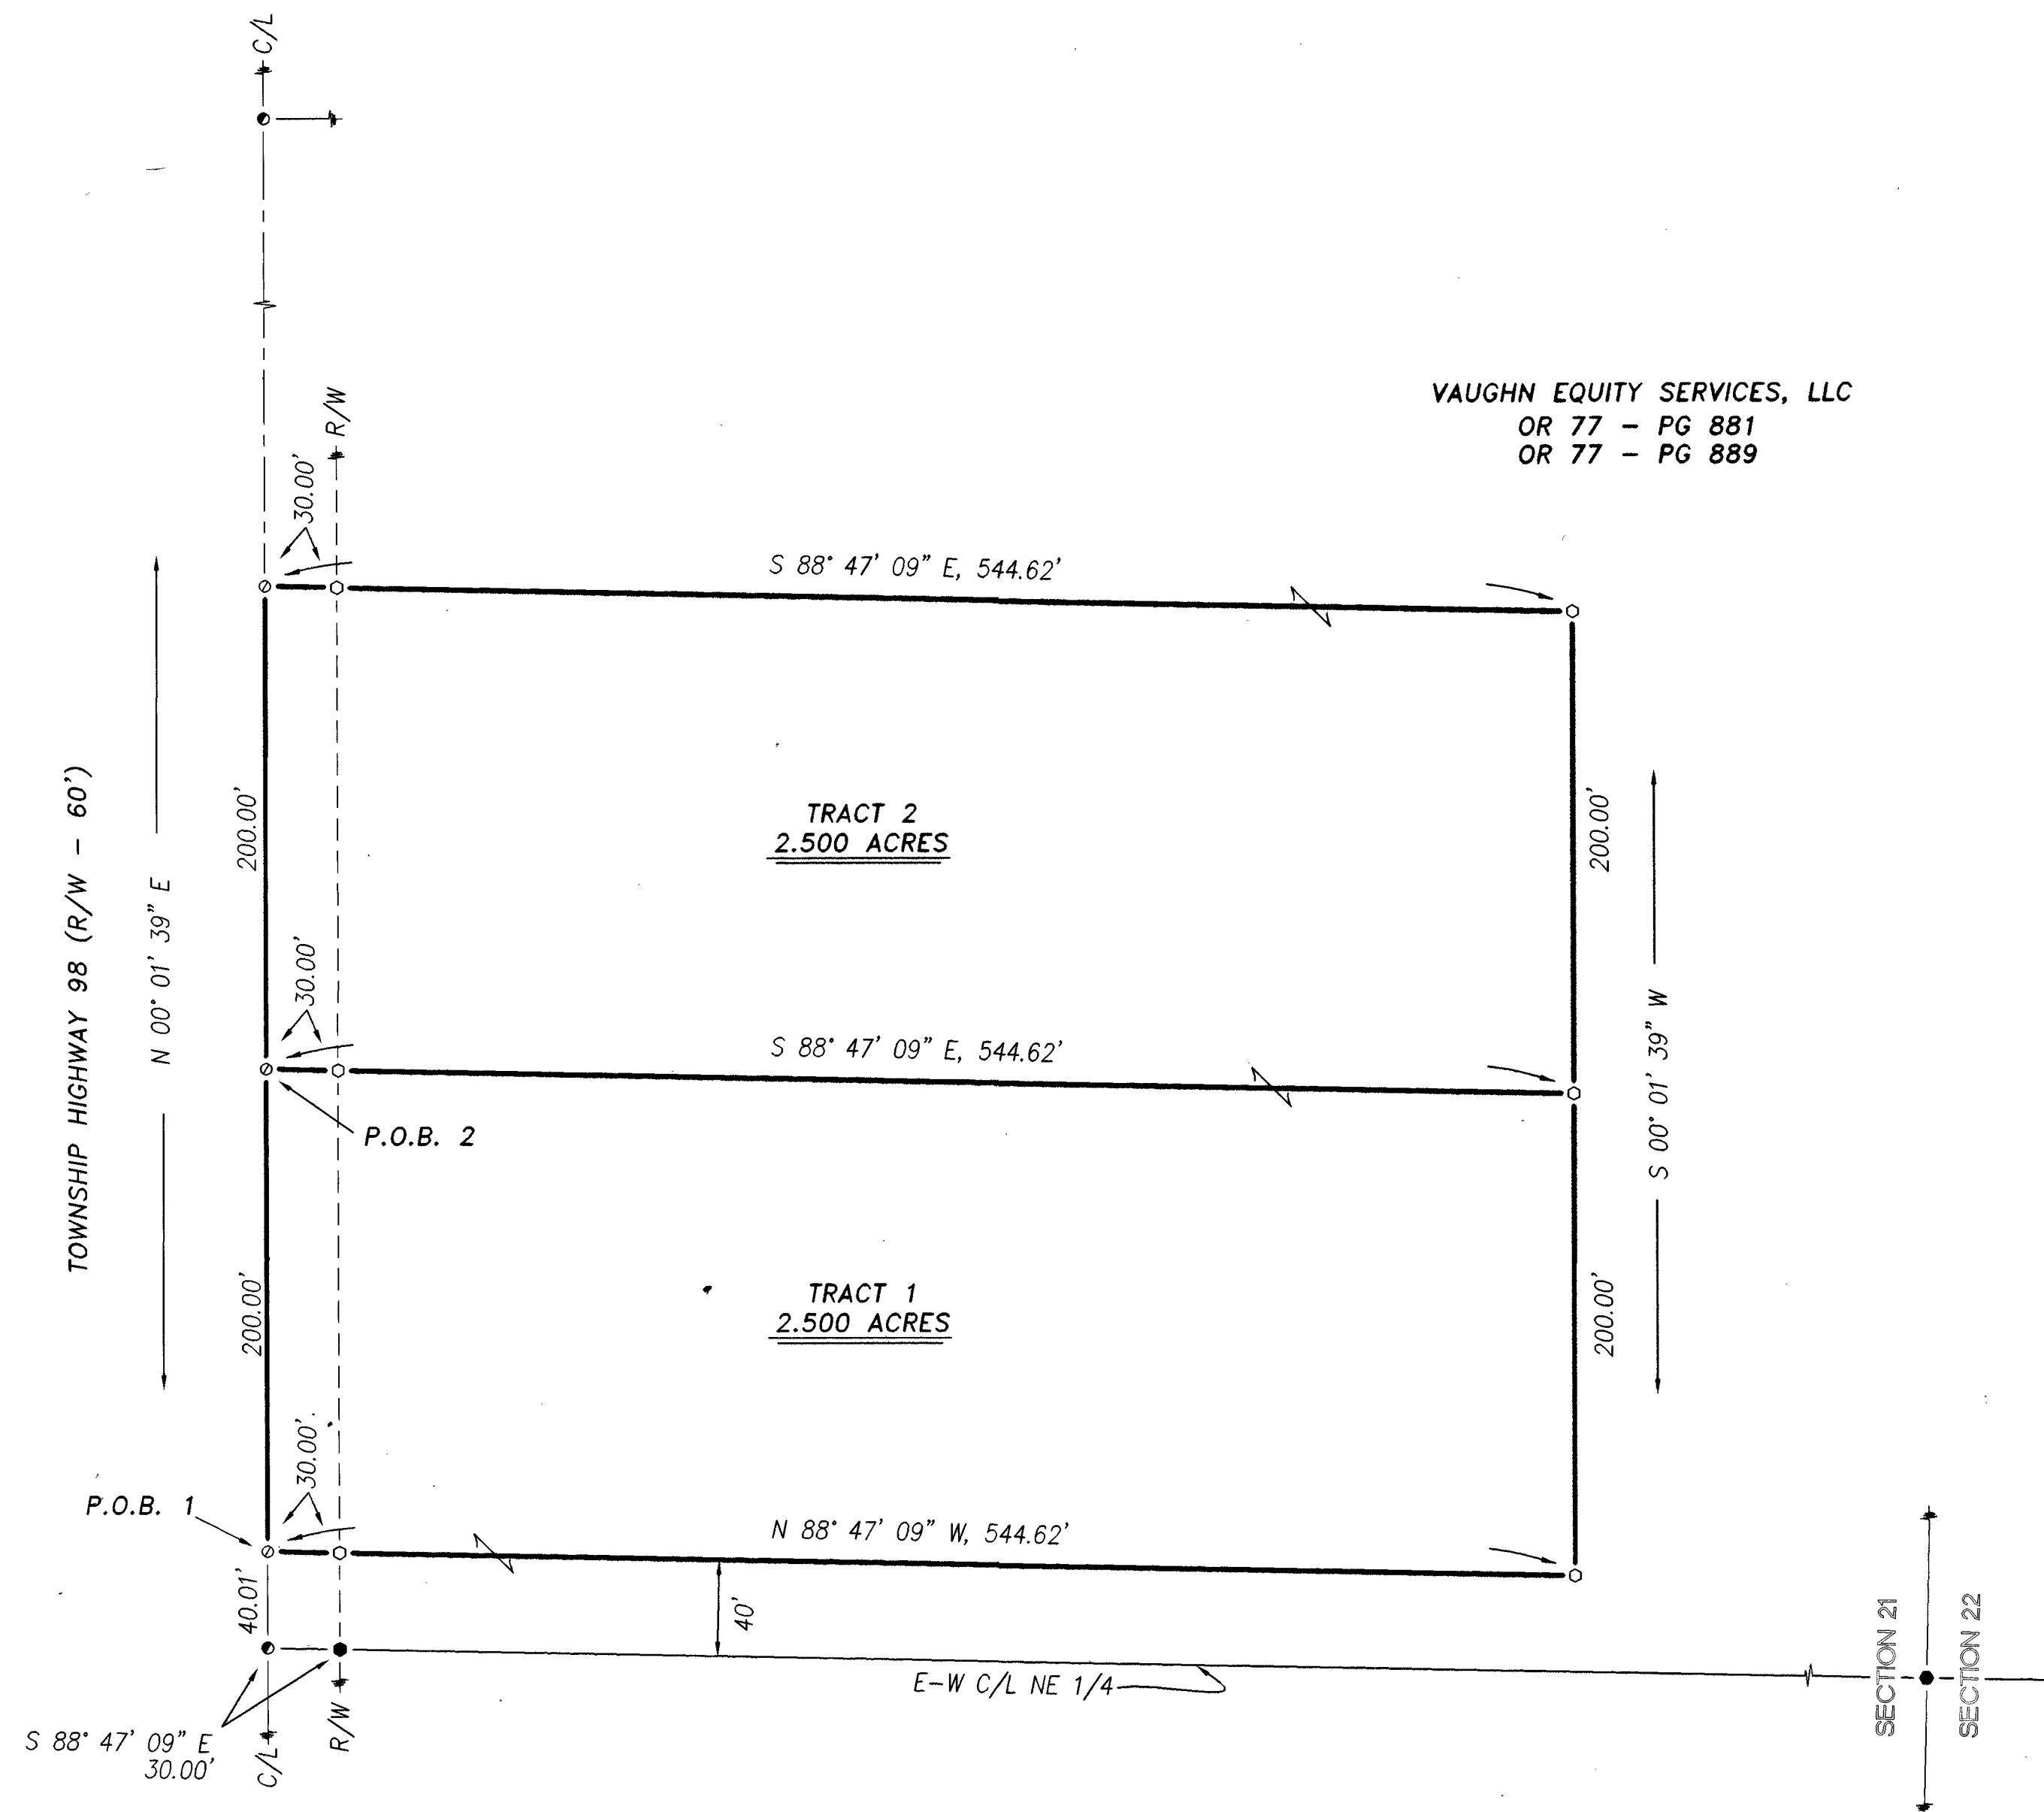 C/L
R/W
VAUGHN EQUITY SERVICES, LLC
OR 77 - PG 881
OR 77 - PG 889
30.00'
S 88° 47' 09" E, 544.62'
TOWNSHIP HIGHWAY 98 (R/W - 60')
N 00° 01' 39" E
200.00'
TRACT 2
2.500 ACRES
200.00'
30.00'
S 88° 47' 09" E, 544.62'
S 00° 01' 39" W
P.O.B. 2
200.00'
TRACT 1
2.500 ACRES
200.00'
30.00'
P.O.B. 1
N 88° 47' 09" W, 544.62'
40.01'
40'
E-W C/L NE 1/4
SECTION 21
SECTION 22
S 88° 47' 09" E
30.00'
C/L
R/W